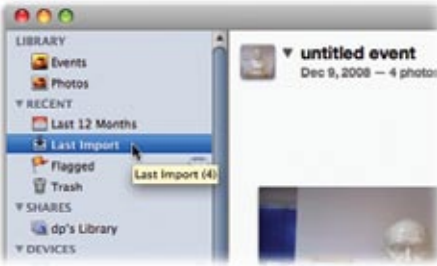 LIBRARY
Events
Photos
RECENT
Last 12 Months
Last Import
Flagged
Last Import (4)
Trash
SHARES
dp's Library
DEVICES
untitled event
Dec 9, 2008 — 4 photos